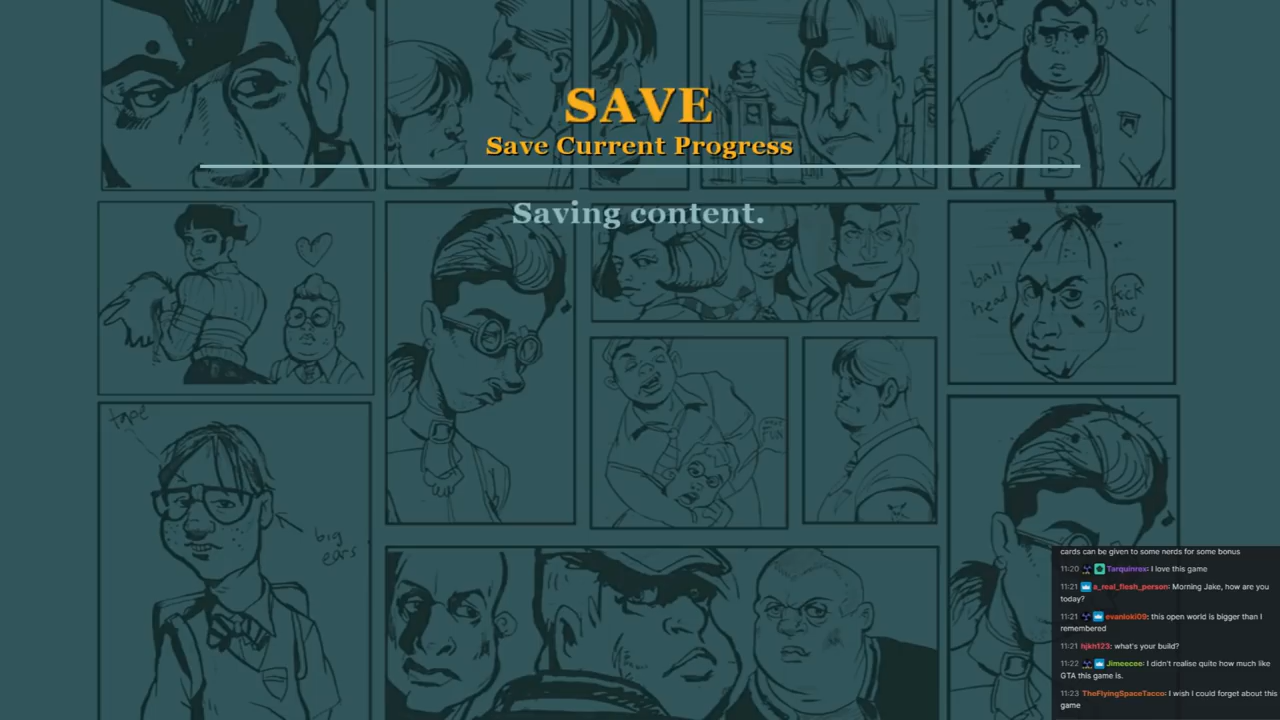 SAVE
Save Current Progress
Saving content.
B
ball
head
kick
me
tape
big
ears
cards can be given to some nerds for some bonus
11:20 Tarquinrex: I love this game
11:21 a_real_flesh_person: Morning Jake, how are you
today?
11:21 evanloki09: this open world is bigger than I
remembered
11:21 hjkh123: what's your build?
11:22 Jimeecee: I didn't realise quite how much like
GTA this game is.
11:23 TheFlyingSpaceTacco: I wish I could forget about this
game